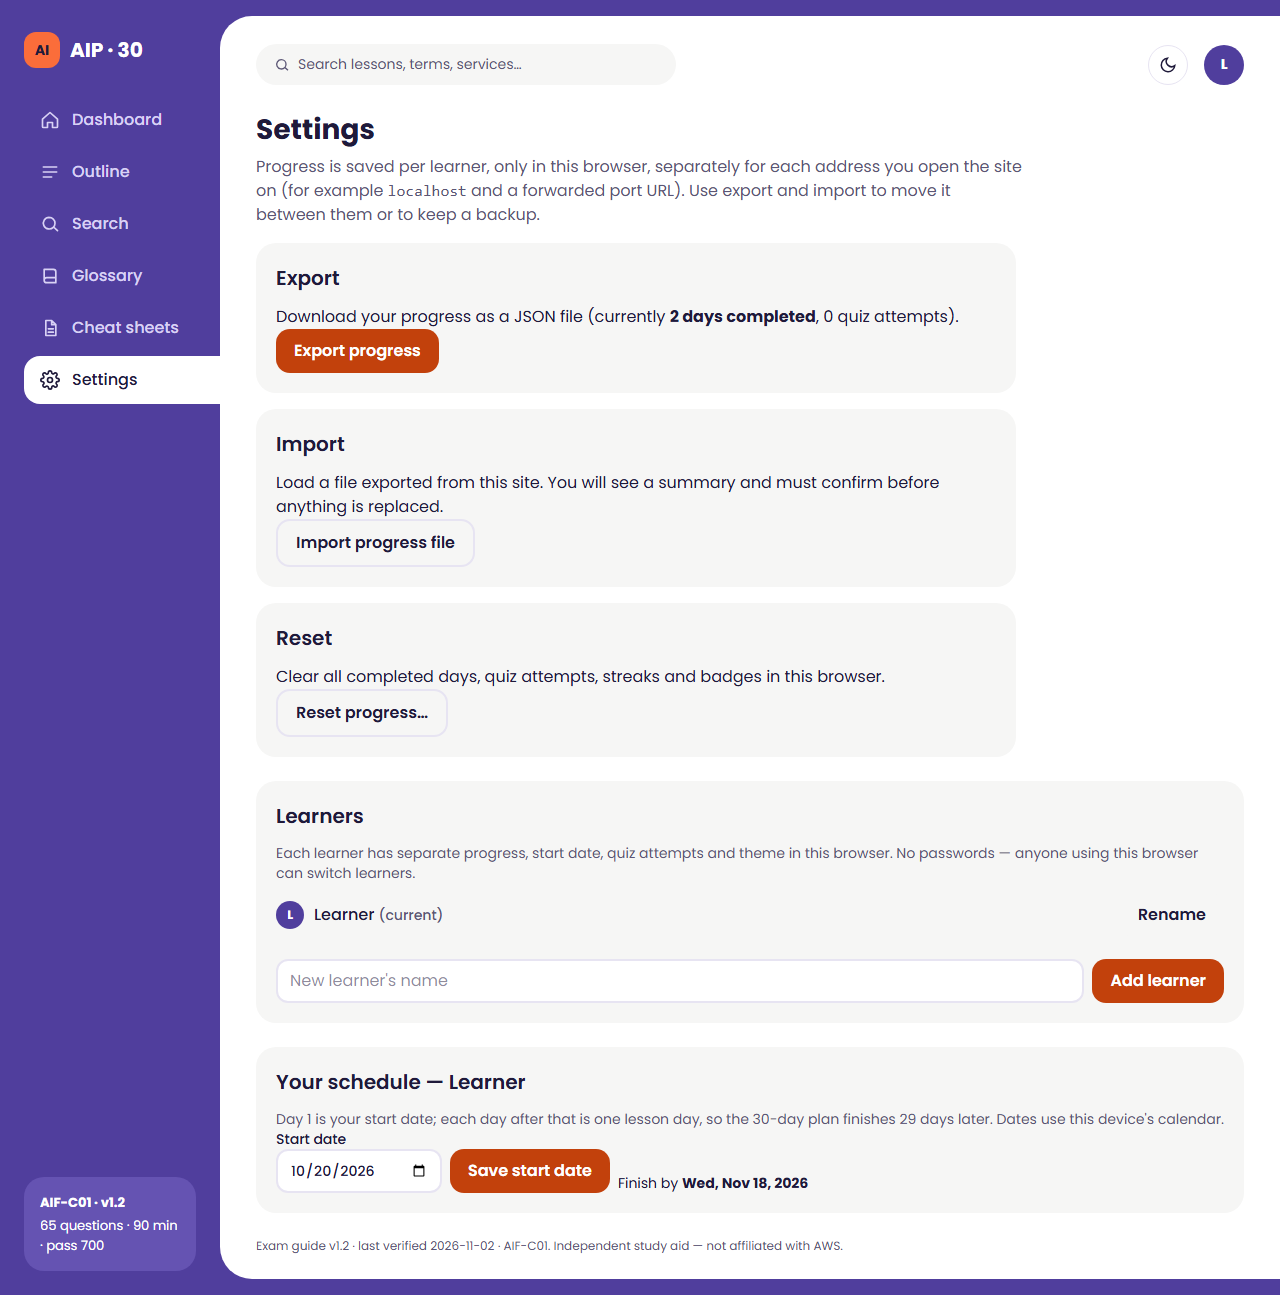 AI
AIP · 30
Dashboard
Outline
Search
Glossary
Cheat sheets
Settings
AIF-C01 · v1.2
65 questions · 90 min
· pass 700
Search lessons, terms, services...
L
Settings
Progress is saved per learner, only in this browser, separately for each address you open the site
on (for example localhost and a forwarded port URL). Use export and import to move it
between them or to keep a backup.
Export
Download your progress as a JSON file (currently 2 days completed, 0 quiz attempts).
Export progress
Import
Load a file exported from this site. You will see a summary and must confirm before
anything is replaced.
Import progress file
Reset
Clear all completed days, quiz attempts, streaks and badges in this browser.
Reset progress...
Learners
Each learner has separate progress, start date, quiz attempts and theme in this browser. No passwords — anyone using this browser
can switch learners.
L
Learner (current)
Rename
New learner's name
Add learner
Your schedule — Learner
Day 1 is your start date; each day after that is one lesson day, so the 30-day plan finishes 29 days later. Dates use this device's calendar.
Start date
10/20/2026
Save start date
Finish by Wed, Nov 18, 2026
Exam guide v1.2 · last verified 2026-11-02 · AIF-C01. Independent study aid — not affiliated with AWS.